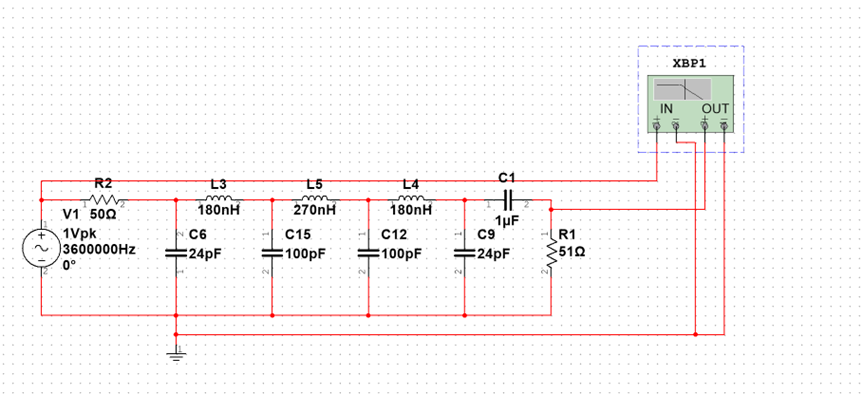 XBP1
IN OUT
R2
50Ω
L3
180nH
L5
270nH
L4
180nH
C1
1µF
V1
1Vpk
3600000Hz
0°
C6
24pF
C15
100pF
C12
100pF
C9
24pF
R1
51Ω